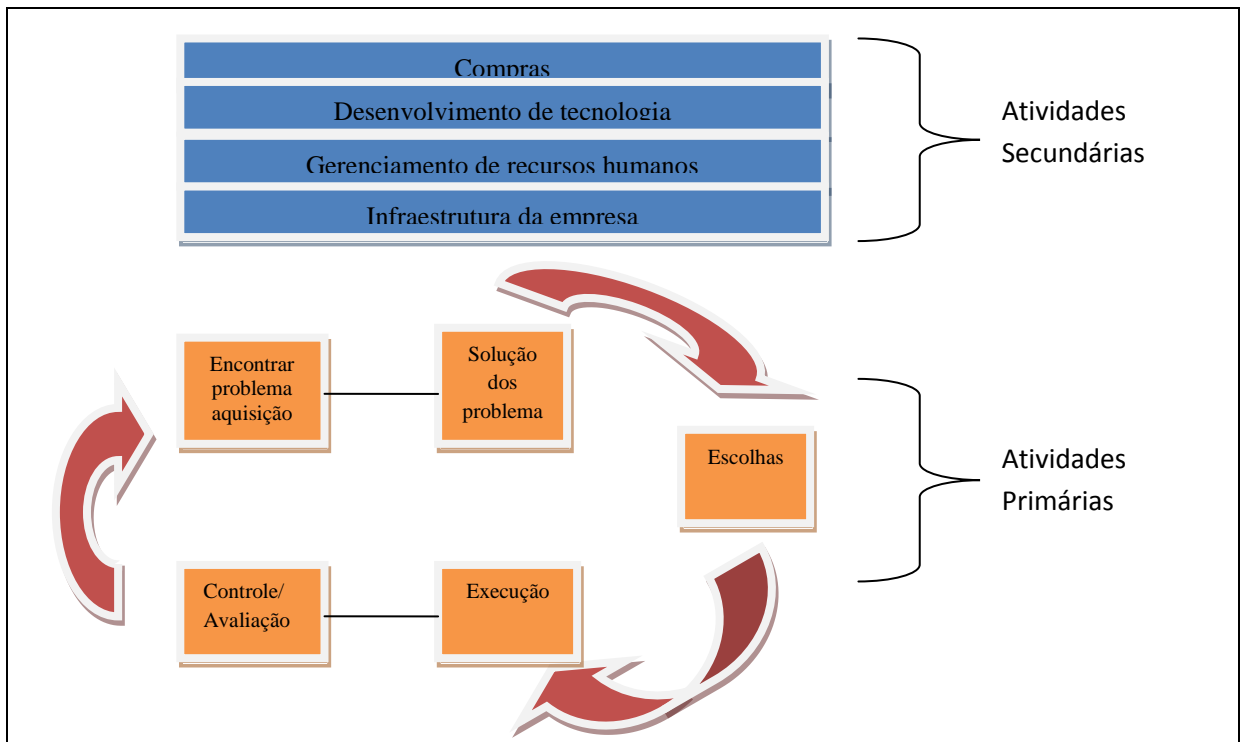 Compras
Desenvolvimento de tecnologia
Gerenciamento de recursos humanos
Infraestrutura da empresa
Atividades
Secundárias
Encontrar
problema
aquisição
Solução
dos
problema
Escolhas
Atividades
Primárias
Controle/
Avaliação
Execução